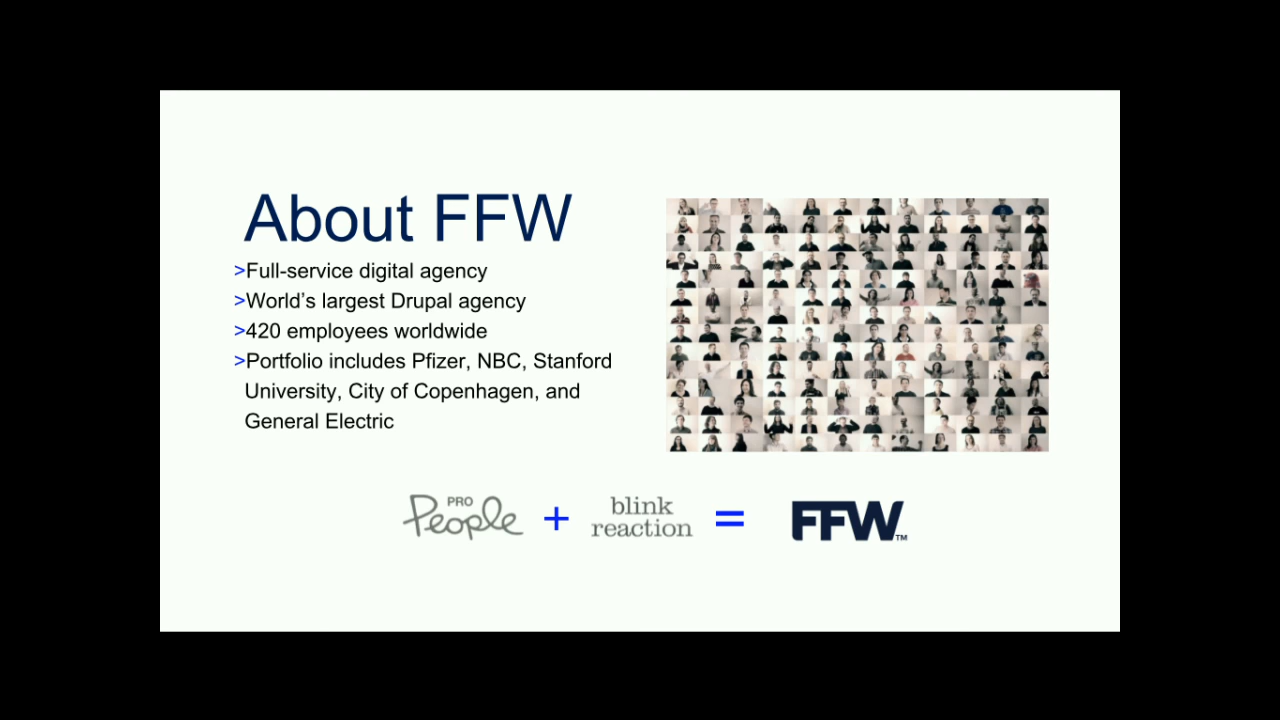 About FFW
>Full-service digital agency
>World's largest Drupal agency
>420 employees worldwide
>Portfolio includes Pfizer, NBC, Stanford
University, City of Copenhagen, and
General Electric
PRO
People + blink reaction = FFW™